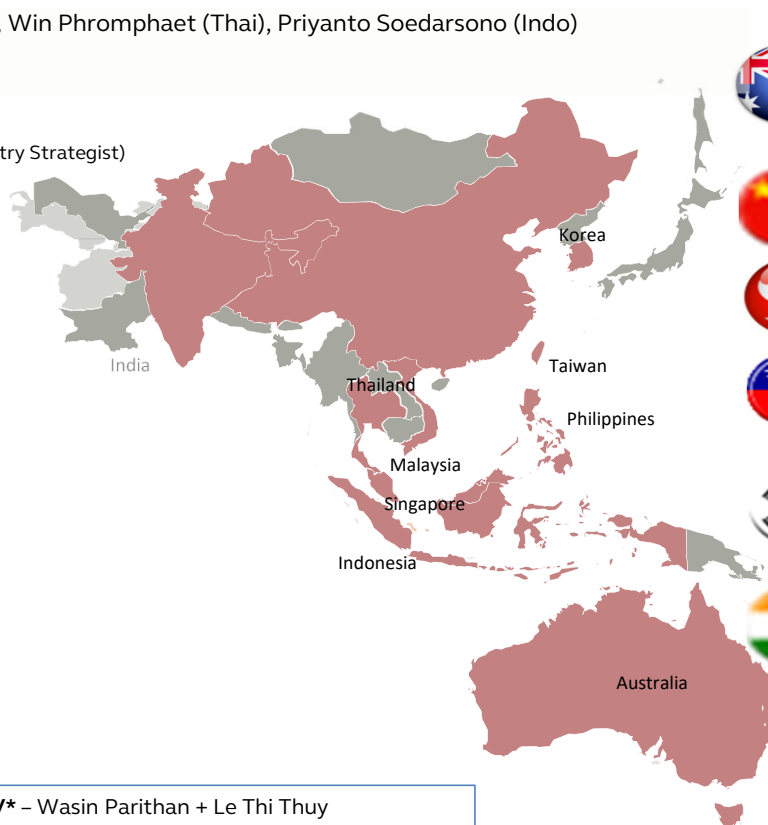 , Win Phromphaet (Thai), Priyanto Soedarsono (Indo)
try Strategist)
Korea
India
Taiwan
Thailand
Philippines
Malaysia
Singapore
Indonesia
Australia
* – Wasin Parithan + Le Thi Thuy